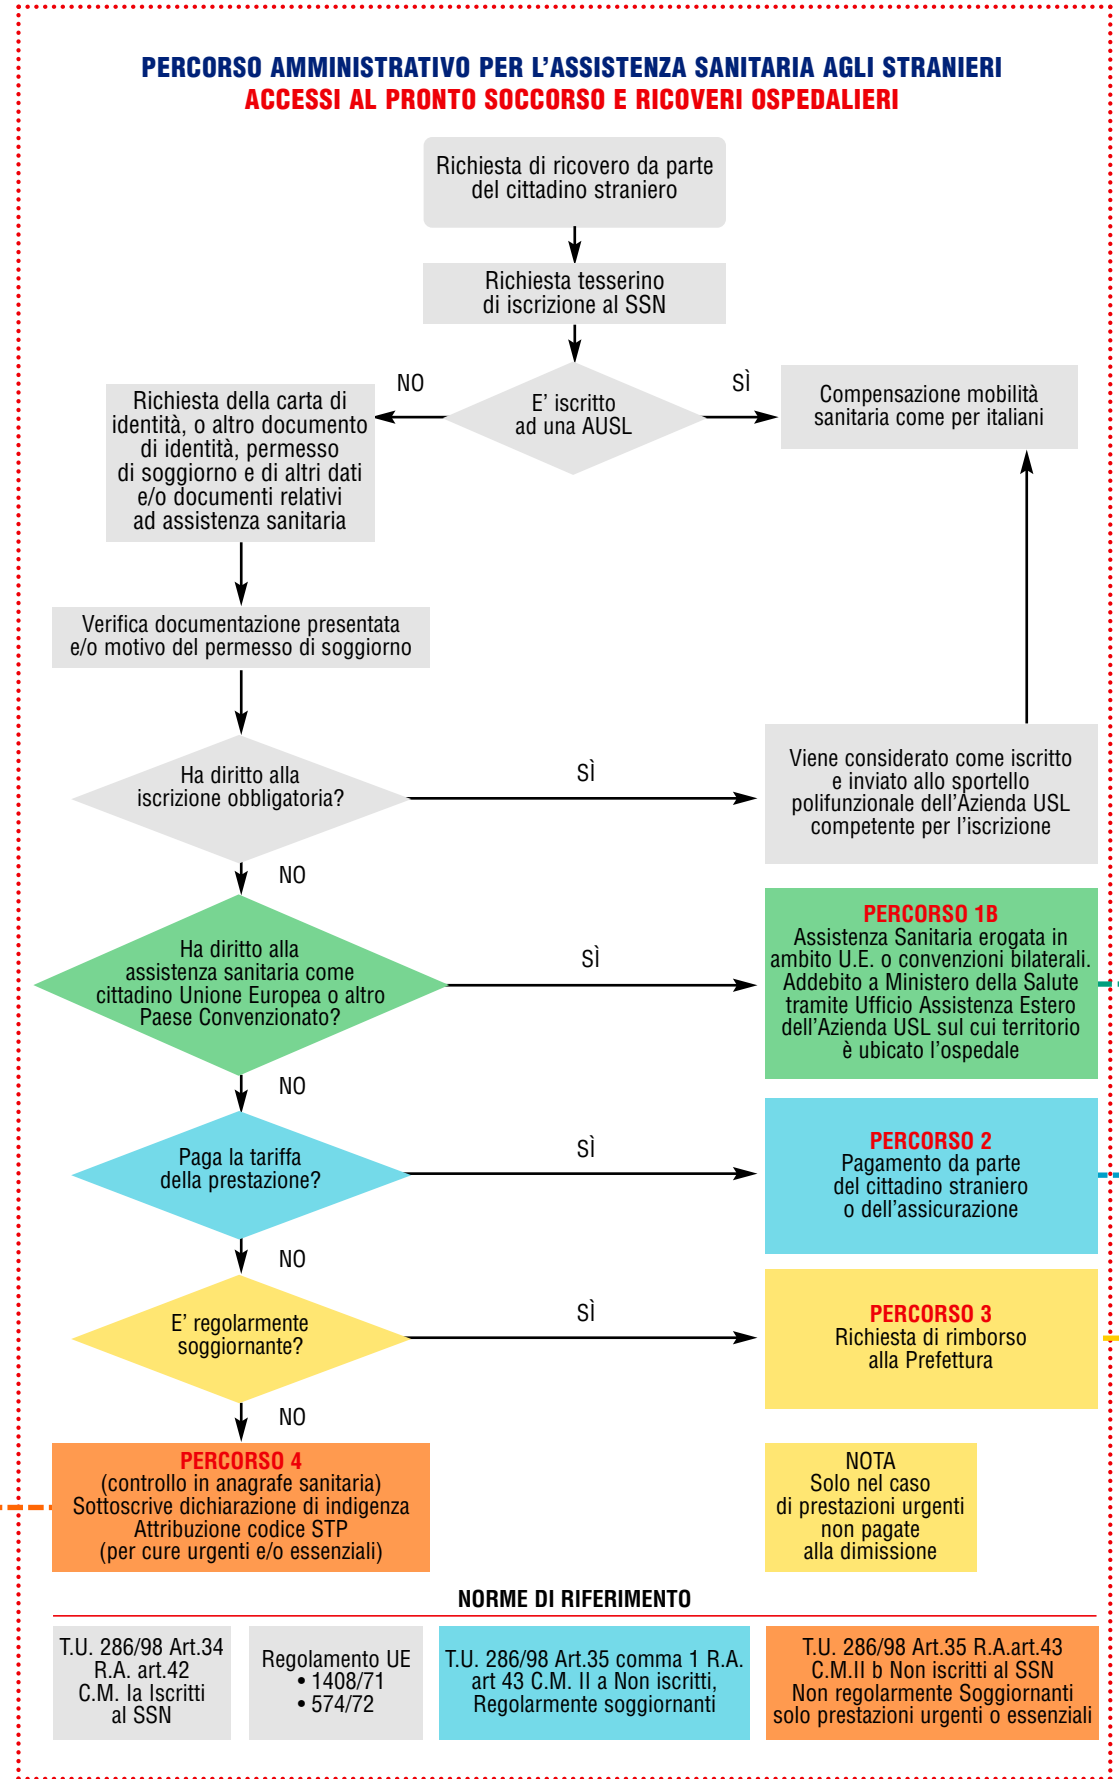 PERCORSO AMMINISTRATIVO PER L'ASSISTENZA SANITARIA AGLI STRANIERI
ACCESSI AL PRONTO SOCCORSO E RICOVERI OSPEDALIERI
Richiesta di ricovero da parte
del cittadino straniero
Richiesta tesserino
di iscrizione al SSN
NO
E' iscritto
ad una AUSL
SÌ
Compensazione mobilità
sanitaria come per italiani
Richiesta della carta di
identità, o altro documento
di identità, permesso
di soggiorno e di altri dati
e/o documenti relativi
ad assistenza sanitaria
Verifica documentazione presentata
e/o motivo del permesso di soggiorno
Ha diritto alla
iscrizione obbligatoria?
SÌ
Viene considerato come iscritto
e inviato allo sportello
polifunzionale dell'Azienda USL
competente per l'iscrizione
NO
Ha diritto alla
assistenza sanitaria come
cittadino Unione Europea o altro
Paese Convenzionato?
SÌ
PERCORSO 1B
Assistenza Sanitaria erogata in
ambito U.E. o convenzioni bilaterali.
Addebito a Ministero della Salute
tramite Ufficio Assistenza Estero
dell'Azienda USL sul cui territorio
è ubicato l'ospedale
NO
Paga la tariffa
della prestazione?
SÌ
PERCORSO 2
Pagamento da parte
del cittadino straniero
o dell'assicurazione
NO
E' regolarmente
soggiornante?
SÌ
PERCORSO 3
Richiesta di rimborso
alla Prefettura
NO
PERCORSO 4
(controllo in anagrafe sanitaria)
Sottoscrive dichiarazione di indigenza
Attribuzione codice STP
(per cure urgenti e/o essenziali)
NOTA
Solo nel caso
di prestazioni urgenti
non pagate
alla dimissione
NORME DI RIFERIMENTO
T.U. 286/98 Art.34
R.A. art.42
C.M. Ia Iscritti
al SSN
Regolamento UE
• 1408/71
• 574/72
T.U. 286/98 Art.35 comma 1 R.A.
art 43 C.M. II a Non iscritti,
Regolarmente soggiornanti
T.U. 286/98 Art.35 R.A.art.43
C.M.II b Non iscritti al SSN
Non regolarmente Soggiornanti
solo prestazioni urgenti o essenziali